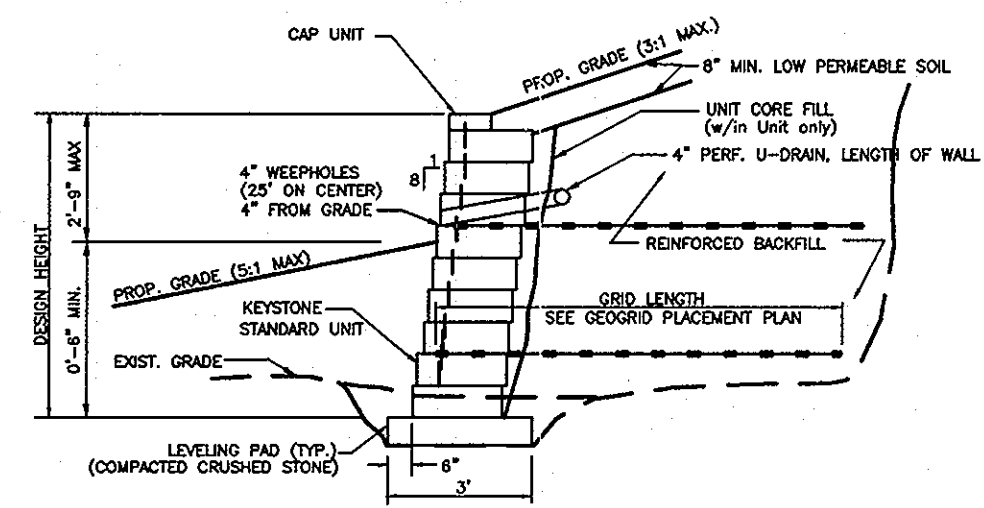 CAP UNIT
PROP. GRADE (3:1 MAX.)
8" MIN. LOW PERMEABLE SOIL
UNIT CORE FILL
(w/in Unit only)
4" PERF. U-DRAIN, LENGTH OF WALL
1
8
4" WEEPHOLES
(25' ON CENTER)
4" FROM GRADE
2'-9" MAX
DESIGN HEIGHT
0'-6" MIN.
PROP. GRADE (5:1 MAX)
REINFORCED BACKFILL
KEYSTONE
STANDARD UNIT
GRID LENGTH
SEE GEOGRID PLACEMENT PLAN
EXIST. GRADE
LEVELING PAD (TYP.)
(COMPACTED CRUSHED STONE)
6"
3'